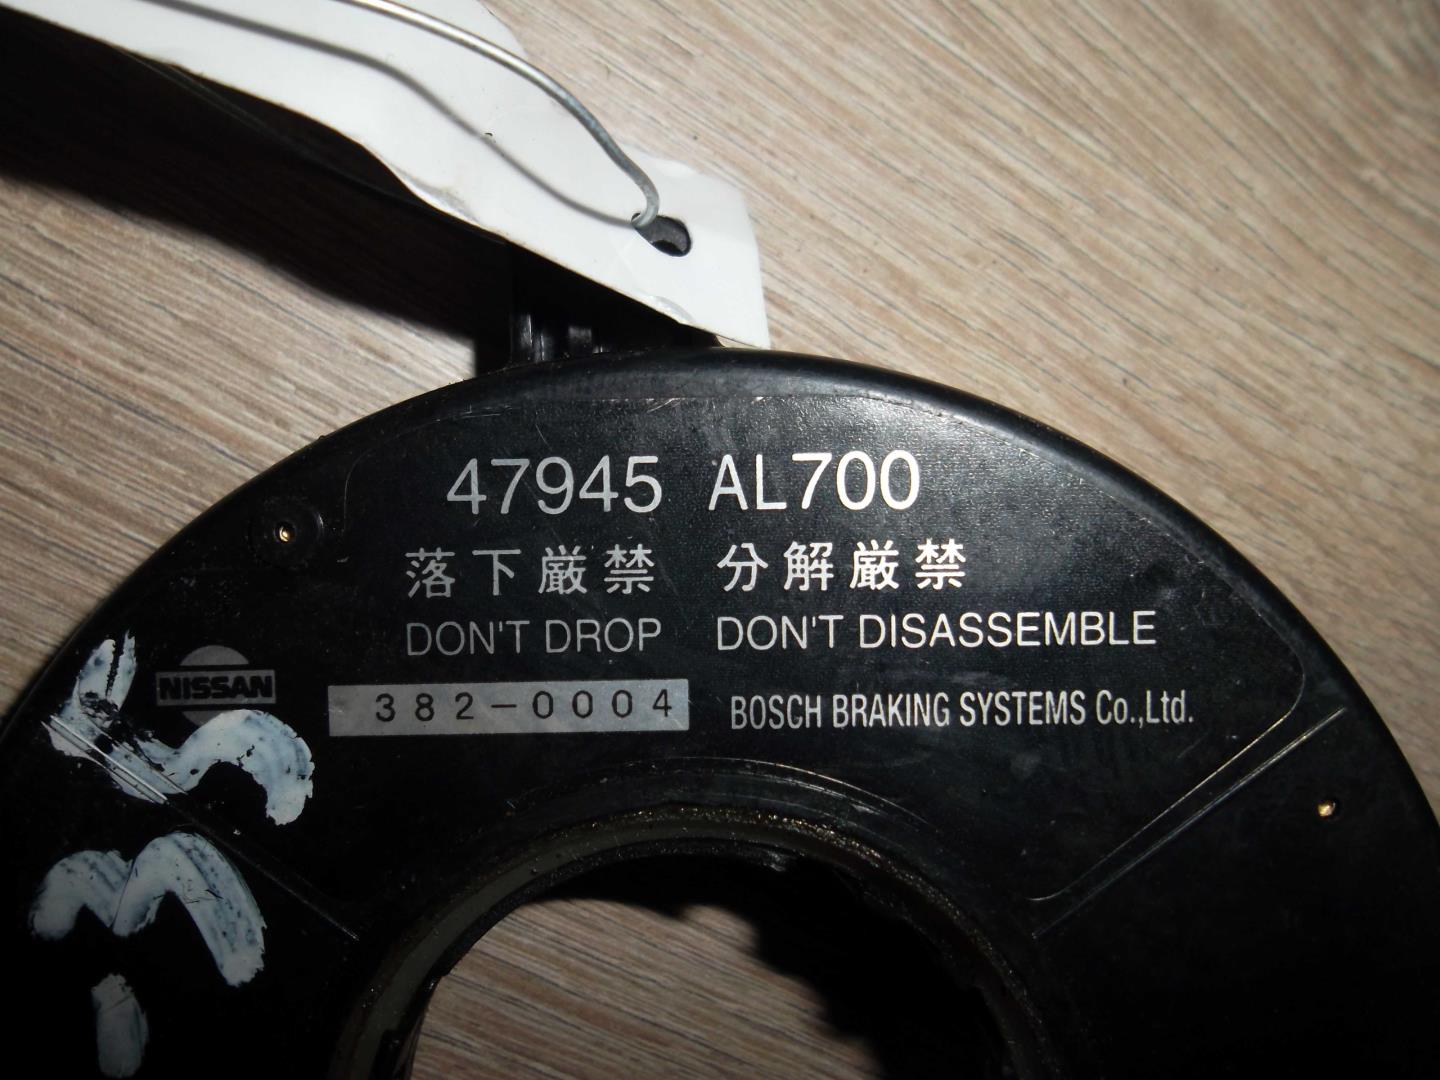 47945 AL700
落下厳禁 分解厳禁
DON'T DROP DON'T DISASSEMBLE
NISSAN
382-0004 BOSCH BRAKING SYSTEMS Co.,Ltd.